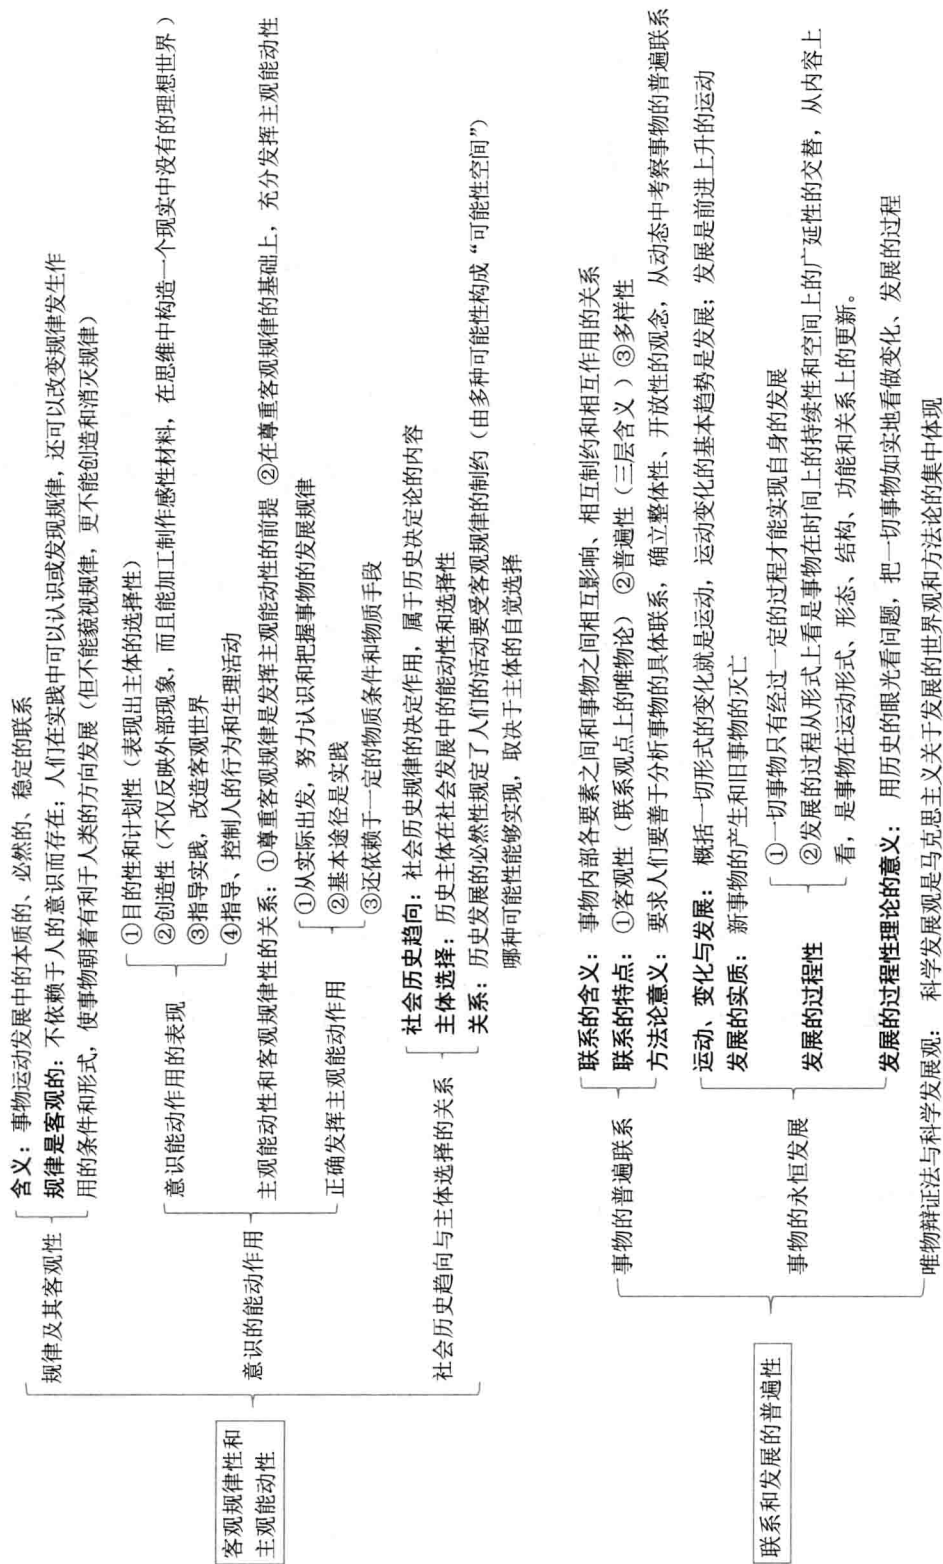 客观规律性和
主观能动性
规律及其客观性
含义：事物运动发展中的本质的、必然的、稳定的联系
规律是客观的：不依赖于人的意识而存在；人们在实践中可以认识或发现规律，还可以改变规律发生作
用的条件和形式，使事物朝着有利于人类的方向发展（但不能藐视规律，更不能创造和消灭规律）
意识的能动作用
意识能动作用的表现
①目的性和计划性（表现出主体的选择性）
②创造性（不仅反映外部现象，而且能加工制作感性材料，在思维中构造一个现实中没有的理想世界）
③指导实践，改造客观世界
④指导、控制人的行为和生理活动
主观能动性和客观规律性的关系：①尊重客观规律是发挥主观能动性的前提 ②在尊重客观规律的基础上，充分发挥主观能动性
正确发挥主观能动作用
①从实际出发，努力认识和把握事物的发展规律
②基本途径是实践
③还依赖于一定的物质条件和物质手段
社会历史趋向与主体选择的关系
社会历史趋向：社会历史规律的决定作用，属于历史决定论的内容
主体选择：历史主体在社会发展中的能动性和选择性
关系：历史发展的必然性规定了人们的活动要受客观规律的制约（由多种可能性构成“可能性空间”）
哪种可能性能够实现，取决于主体的自觉选择
联系和发展的普遍性
事物的普遍联系
联系的含义：事物内部各要素之间和事物之间相互影响、相互制约和相互作用的关系
联系的特点：①客观性（联系观点上的唯物论） ②普遍性（三层含义）③多样性
方法论意义：要求人们要善于分析事物的具体联系，确立整体性、开放性的观念，从动态中考察事物的普遍联系
事物的永恒发展
运动、变化与发展：概括一切形式的变化就是运动，运动变化的基本趋势是发展；发展是前进上升的运动
发展的实质：新事物的产生和旧事物的灭亡
发展的过程性
①一切事物只有经过一定的过程才能实现自身的发展
②发展的过程从形式上看是事物在时间上的持续性和空间上的广延性的交替，从内容上
看，是事物在运动形式、形态、结构、功能和关系上的更新。
发展的过程性理论的意义：用历史的眼光看问题，把一切事物如实地看做变化、发展的过程
唯物辩证法与科学发展观：科学发展观是马克思主义关于发展的世界观和方法论的集中体现